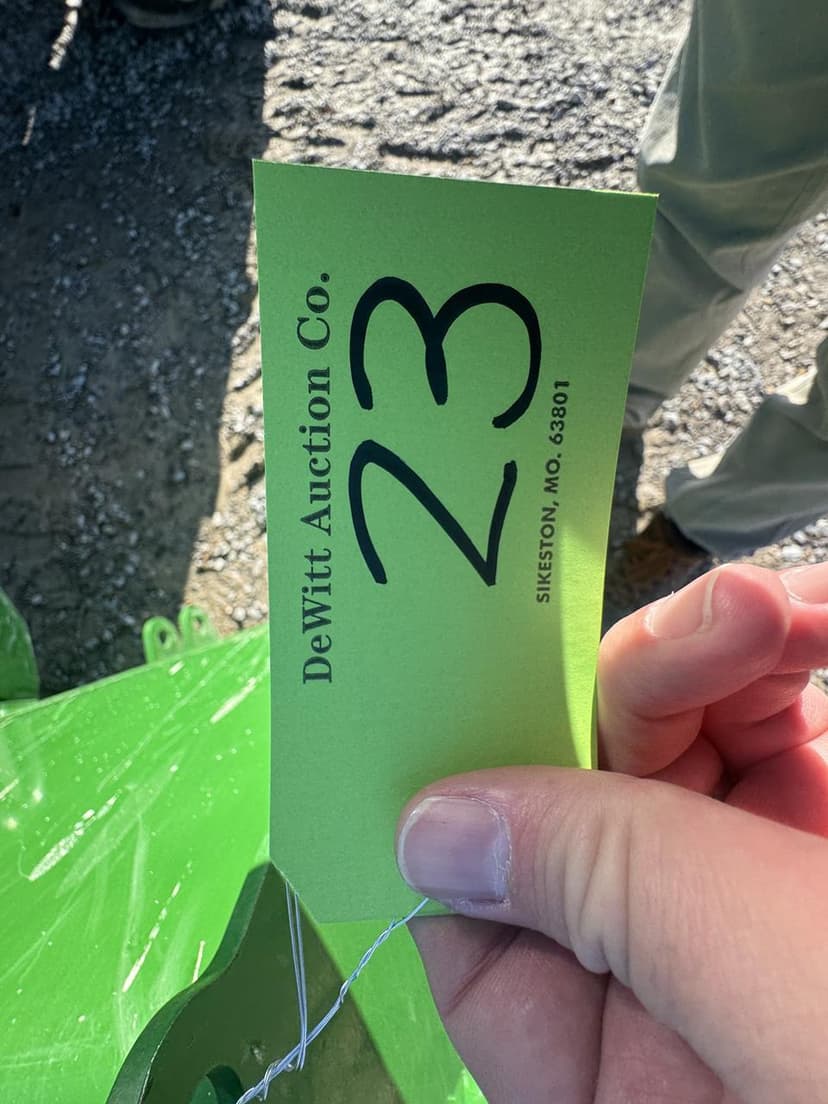 DeWitt Auction Co.
23
SIKESTON, MO. 63801